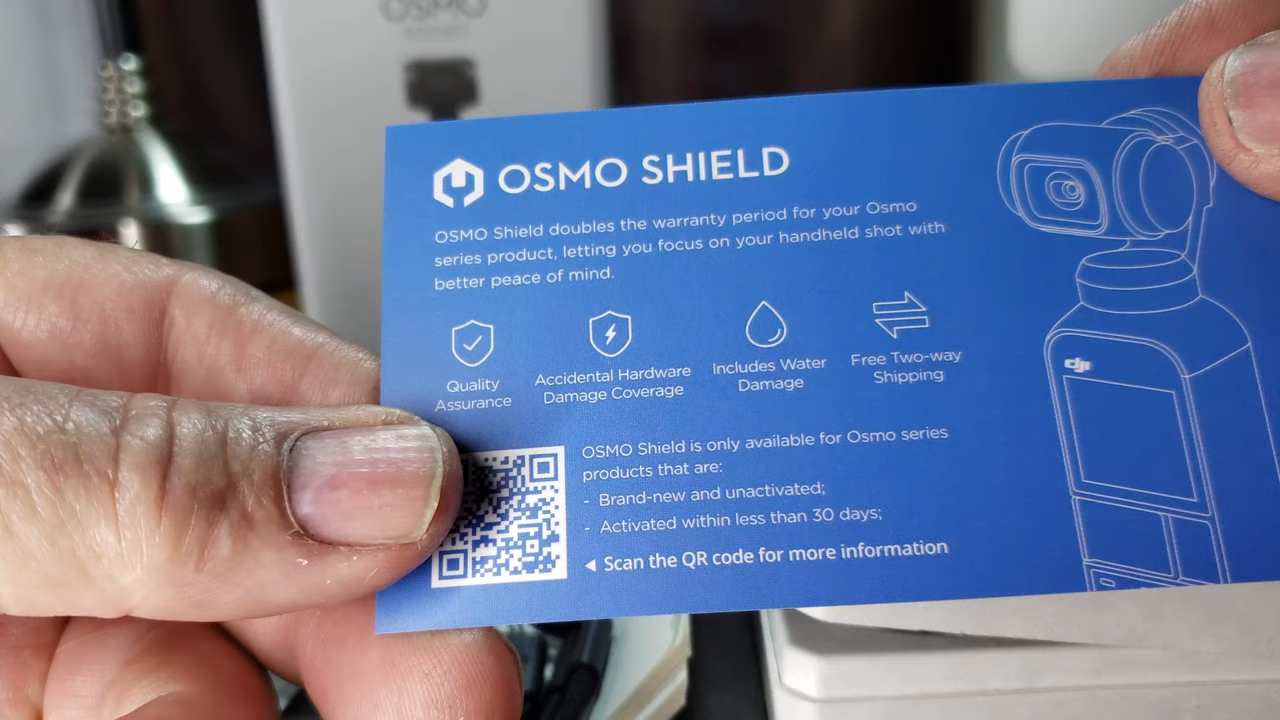 OSMO
OSMO SHIELD
OSMO Shield doubles the warranty period for your Osmo
series product, letting you focus on your handheld shot with
better peace of mind.
Quality
Assurance
Accidental Hardware
Damage Coverage
Includes Water
Damage
Free Two-way
Shipping
dji
OSMO Shield is only available for Osmo series
products that are:
- Brand-new and unactivated;
- Activated within less than 30 days;
◄ Scan the QR code for more information